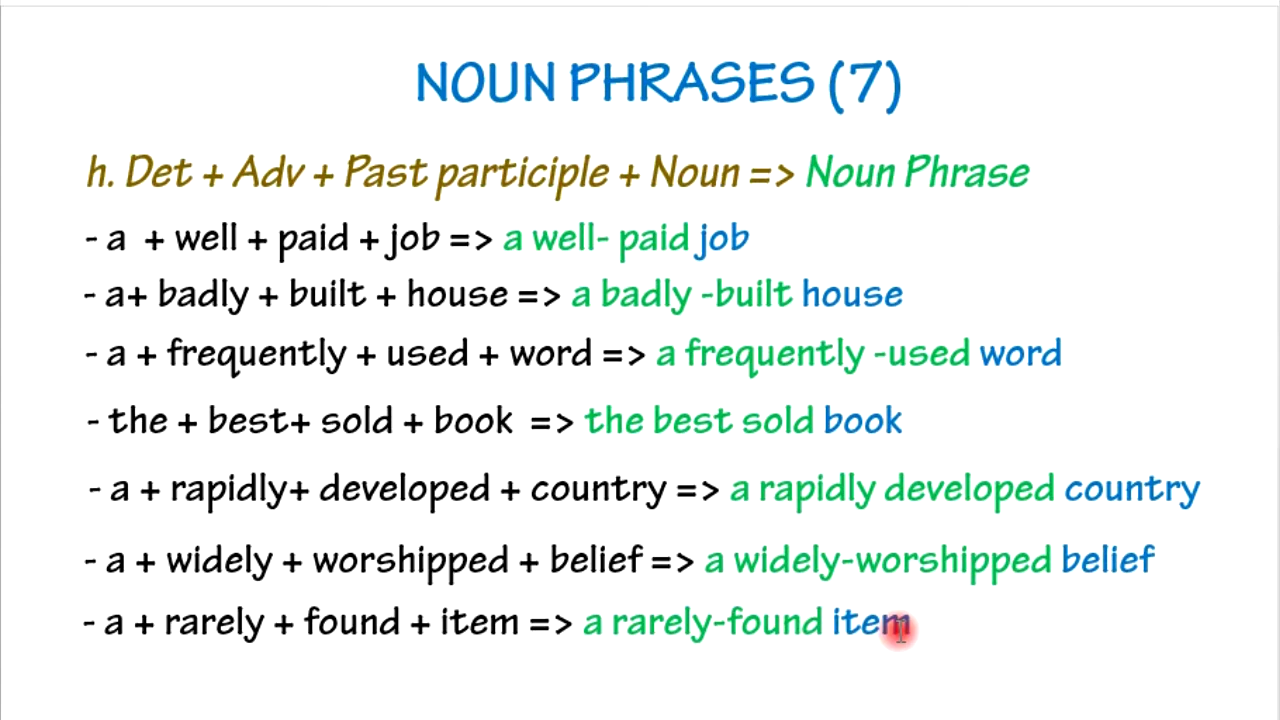 NOUN PHRASES (7)
h. Det + Adv + Past participle + Noun => Noun Phrase
- a + well + paid + job => a well- paid job
- a+ badly + built + house => a badly -built house
- a + frequently + used + word => a frequently -used word
- the + best+ sold + book => the best sold book
- a + rapidly+ developed + country => a rapidly developed country
- a + widely + worshipped + belief => a widely-worshipped belief
- a + rarely + found + item => a rarely-found item